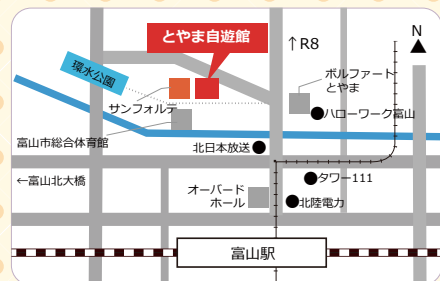 とやま自遊館
↑R8
N
環水公園
ボルファート
とやま
サンフォルテ
ハローワーク富山
富山市総合体育館
北日本放送
←富山北大橋
タワー111
オーバード
ホール
北陸電力
富山駅